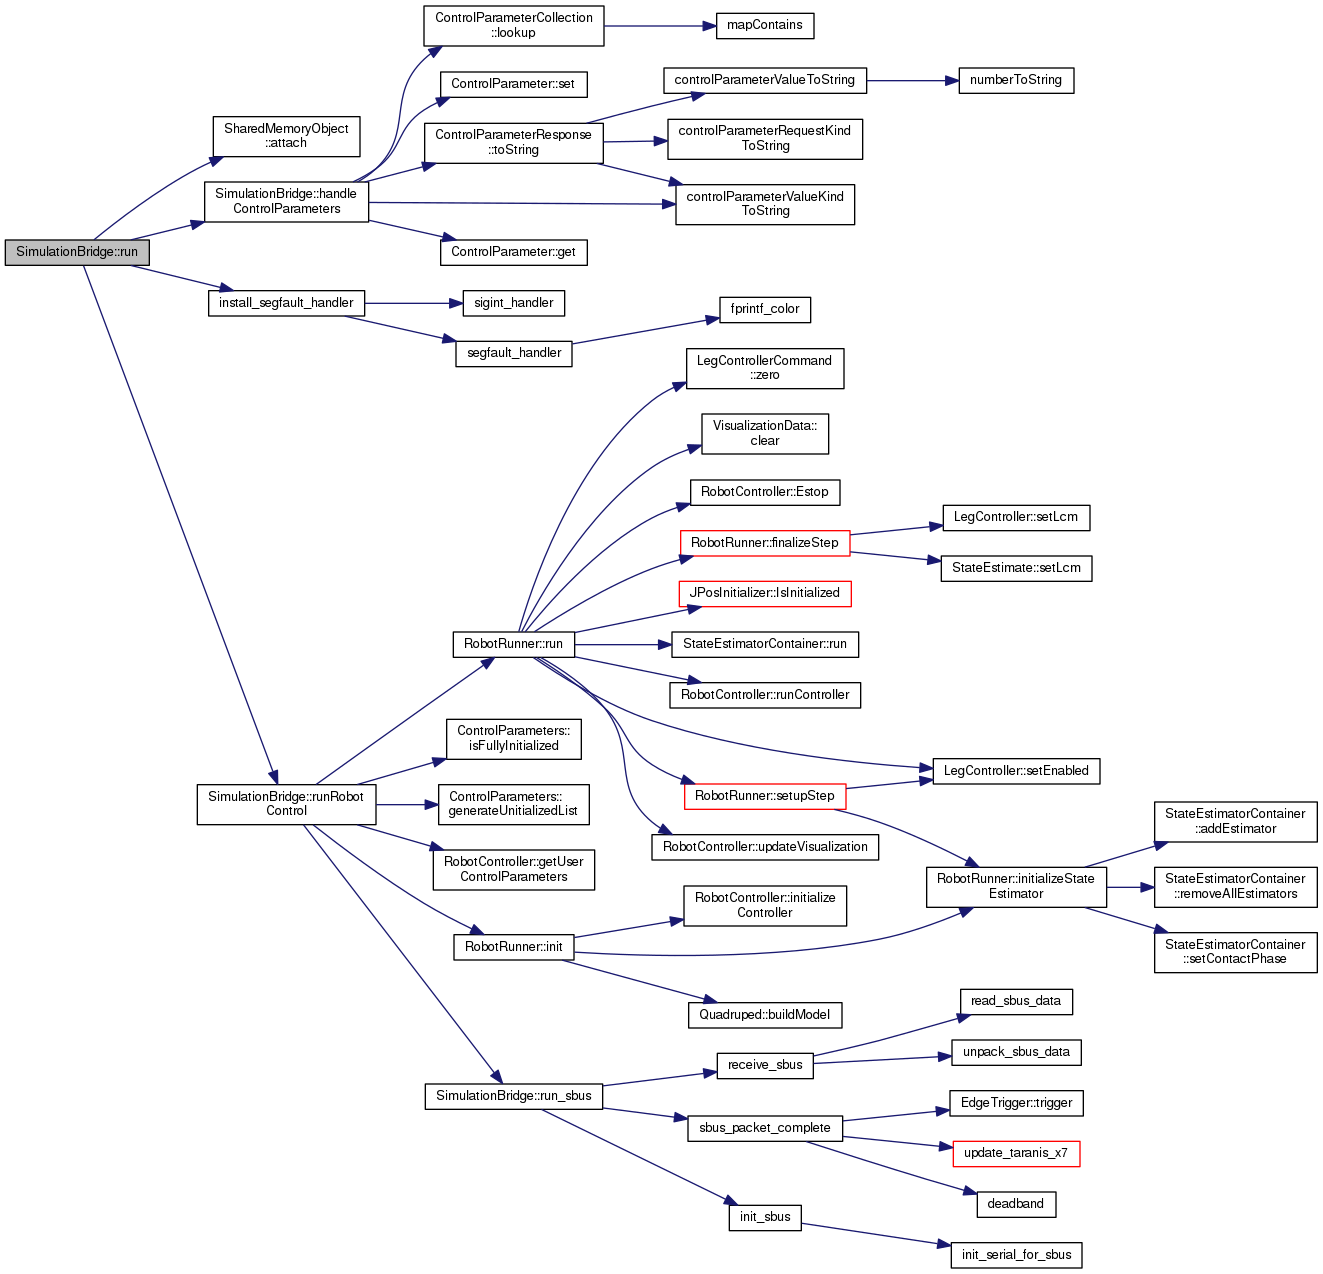 ControlParameterCollection
::lookup
mapContains
ControlParameter::set
controlParameterValueToString
numberToString
SharedMemoryObject
::attach
ControlParameterResponse
::toString
controlParameterRequestKind
ToString
SimulationBridge::handle
ControlParameters
controlParameterValueKind
ToString
SimulationBridge::run
ControlParameter::get
install_segfault_handler
sigint_handler
fprintf_color
segfault_handler
LegControllerCommand
::zero
VisualizationData::
clear
RobotController::Estop
LegController::setLcm
RobotRunner::finalizeStep
StateEstimate::setLcm
JPosInitializer::IsInitialized
RobotRunner::run
StateEstimatorContainer::run
RobotController::runController
ControlParameters::
isFullyInitialized
LegController::setEnabled
SimulationBridge::runRobot
Control
ControlParameters::
generateUnitializedList
RobotRunner::setupStep
StateEstimatorContainer
::addEstimator
RobotController::updateVisualization
RobotController::getUser
ControlParameters
RobotRunner::initializeState
Estimator
StateEstimatorContainer
::removeAllEstimators
RobotController::initialize
Controller
RobotRunner::init
StateEstimatorContainer
::setContactPhase
Quadruped::buildModel
read_sbus_data
receive_sbus
unpack_sbus_data
SimulationBridge::run_sbus
EdgeTrigger::trigger
sbus_packet_complete
update_taranis_x7
deadband
init_sbus
init_serial_for_sbus